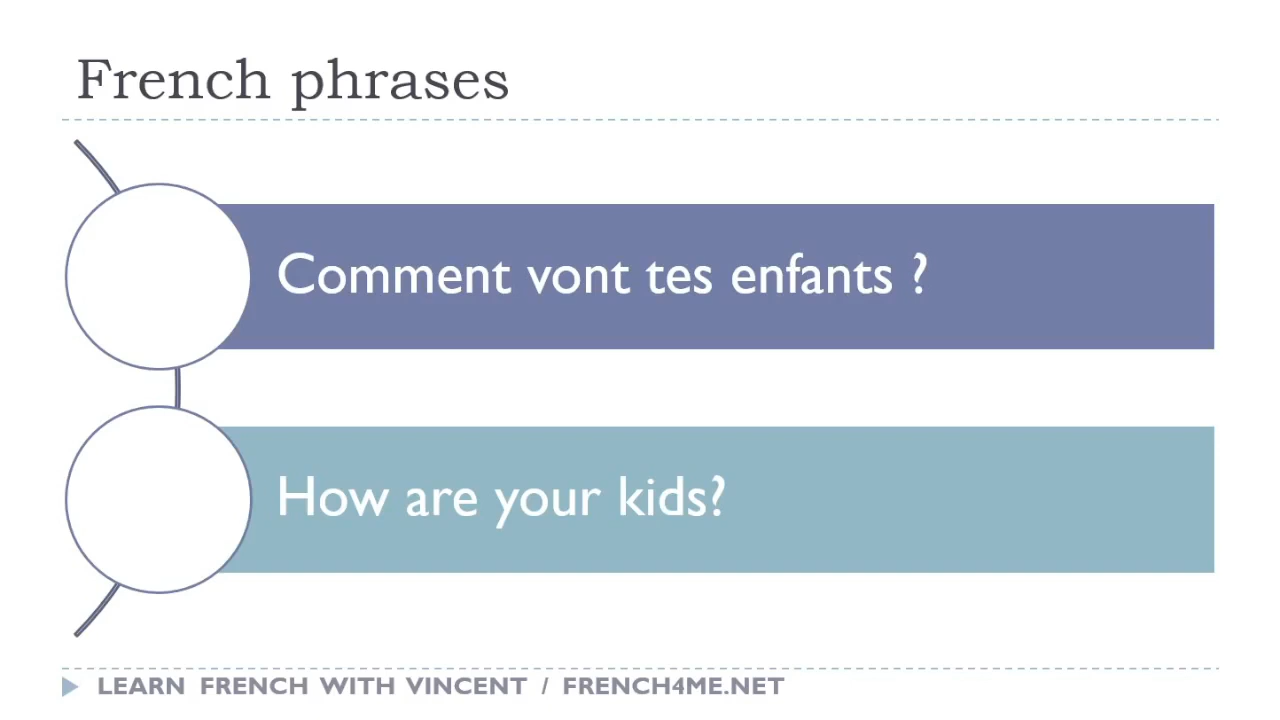 French phrases
Comment vont tes enfants ?
How are your kids?
LEARN FRENCH WITH VINCENT / FRENCH4ME.NET